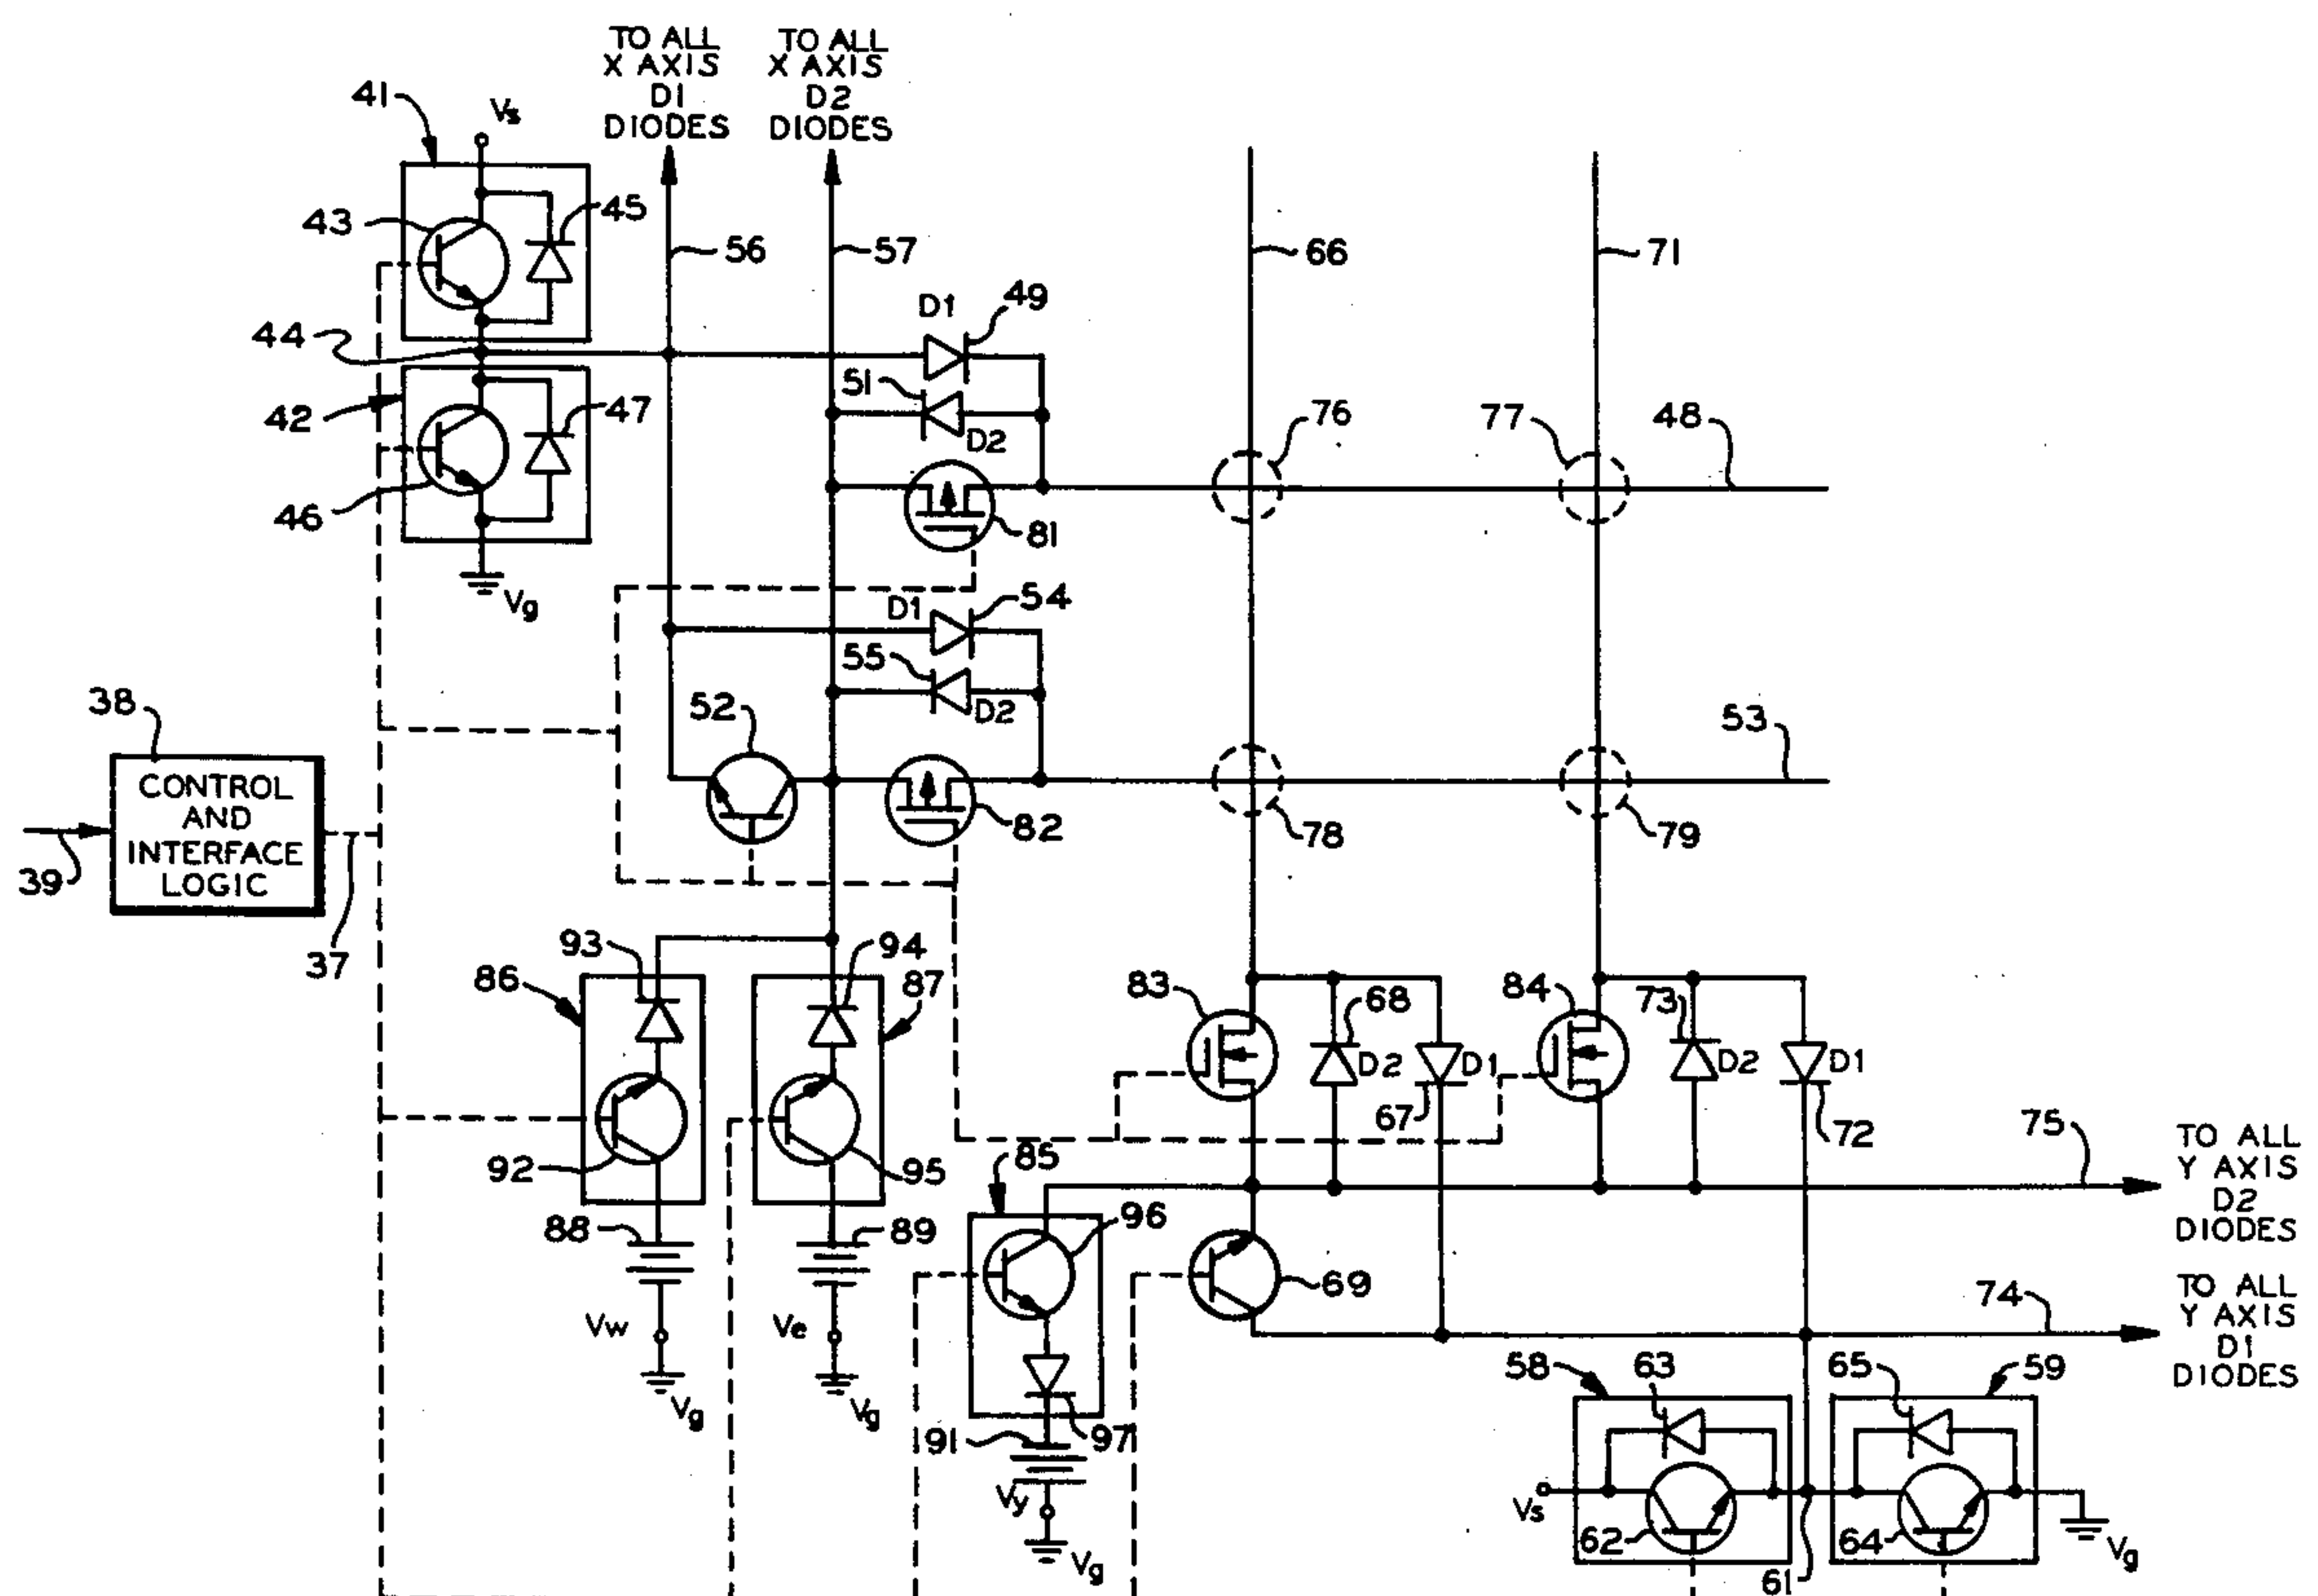 TO ALL
X AXIS
D1
DIODES
TO ALL
X AXIS
D2
DIODES
41
Vs
43
45
56
57
66
71
D1
49
44
51
42
47
D2
76
77
48
46
81
Vg
D1
54
55
38
52
D2
53
CONTROL
AND
INTERFACE
LOGIC
82
78
79
39
37
93
94
86
87
83
68
84
73
D2
D1
D2
D1
67
72
75
TO ALL
Y AXIS
D2
DIODES
92
95
85
96
88
89
69
74
TO ALL
Y AXIS
D1
DIODES
Vw
Ve
58
63
65
59
Vg
Vg
91
97
Vy
Vs
62
64
Vg
61
Vg